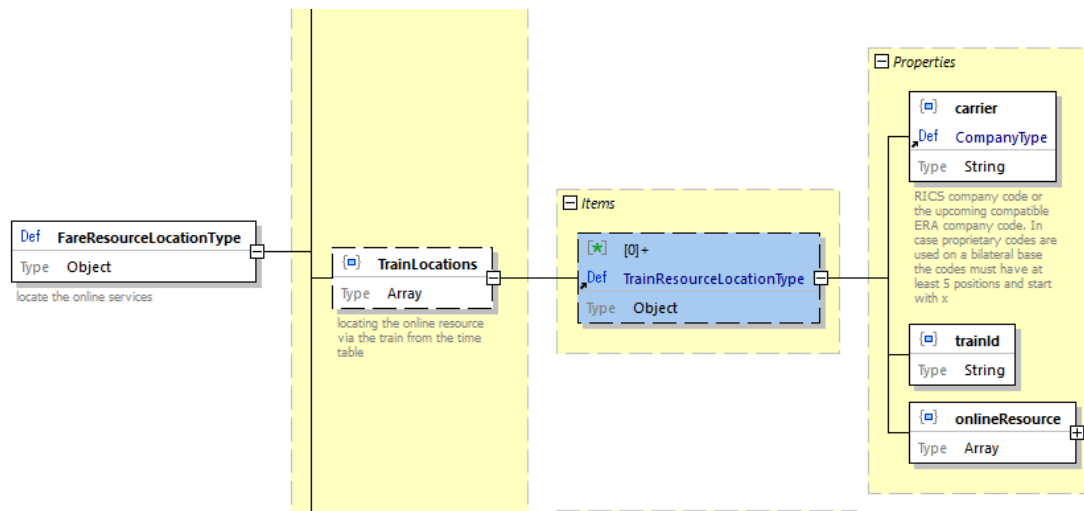 Def FareResourceLocationType
Type Object
locate the online services
TrainLocations
Type Array
locating the online resource
via the train from the time
table
Items
[*] [0]+
Def TrainResourceLocationType
Type Object
Properties
carrier
Def CompanyType
Type String
RICS company code or
the upcoming compatible
ERA company code. In
case proprietary codes are
used on a bilateral base
the codes must have at
least 5 positions and start
with x
trainId
Type String
onlineResource
Type Array